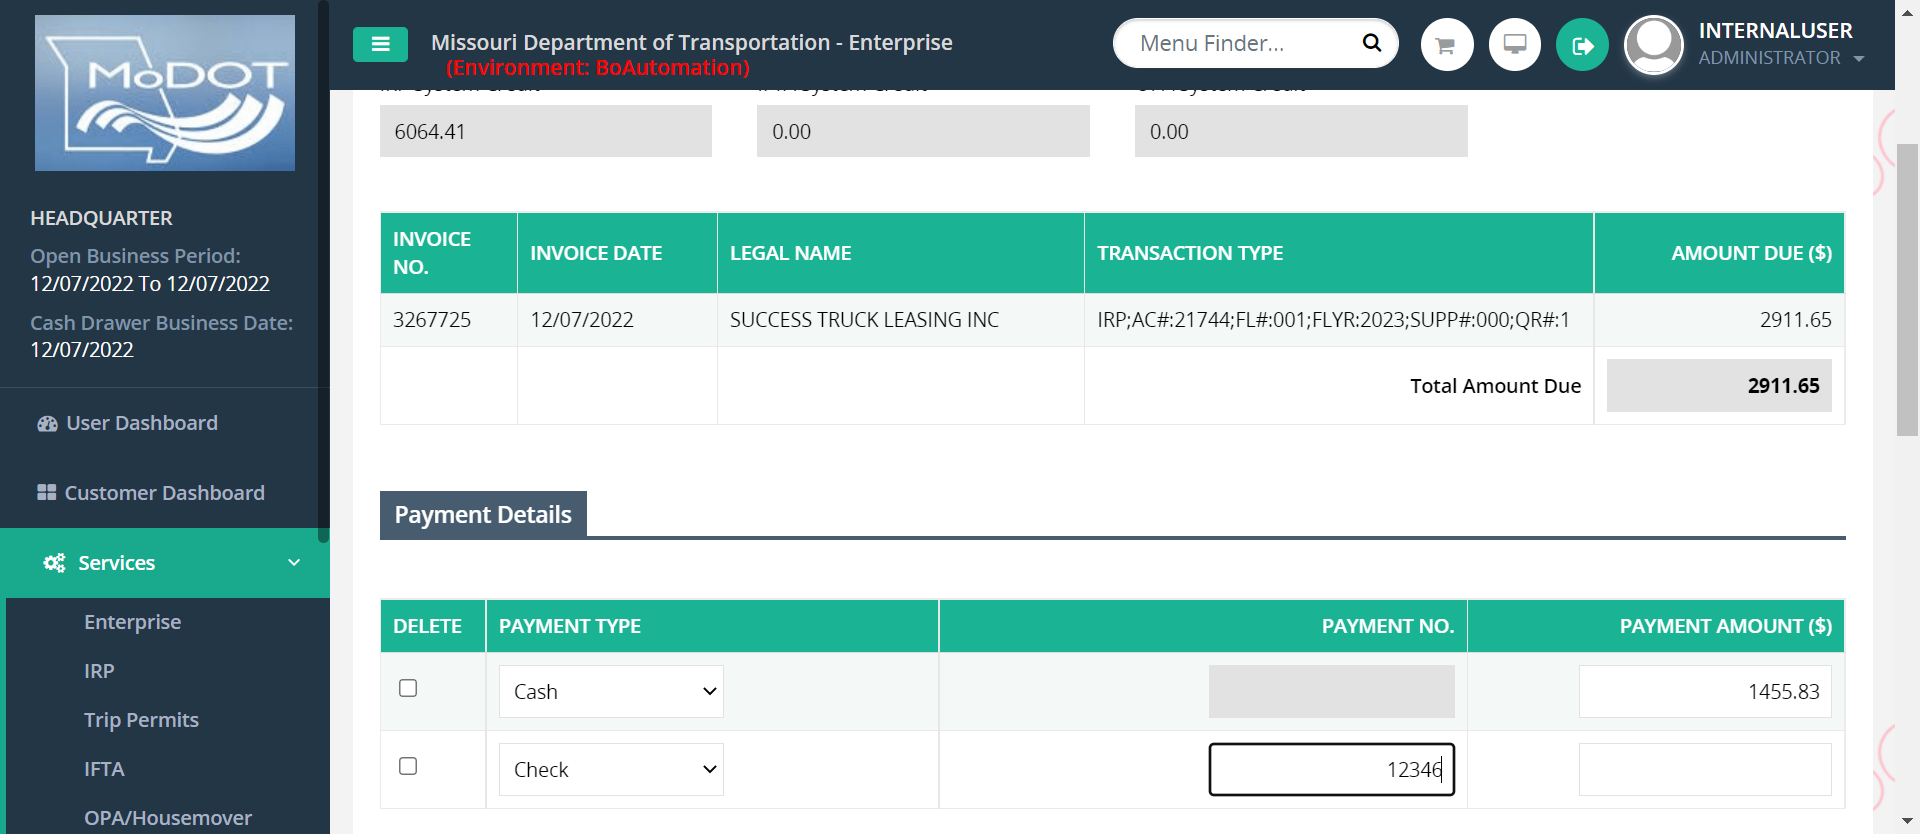 MoDOT
HEADQUARTER
Open Business Period:
12/07/2022 To 12/07/2022
Cash Drawer Business Date:
12/07/2022
User Dashboard
Customer Dashboard
Services
Enterprise
IRP
Trip Permits
IFTA
OPA/Housemover
Missouri Department of Transportation - Enterprise
(Environment: BoAutomation)
Menu Finder...
INTERNALUSER
ADMINISTRATOR
6064.41 0.00 0.00
INVOICE NO. INVOICE DATE LEGAL NAME TRANSACTION TYPE AMOUNT DUE ($)
3267725 12/07/2022 SUCCESS TRUCK LEASING INC IRP;AC#:21744;FL#:001;FLYR:2023;SUPP#:000;QR#:1 2911.65
Total Amount Due 2911.65
Payment Details
DELETE PAYMENT TYPE PAYMENT NO. PAYMENT AMOUNT ($)
Cash 1455.83
Check 12346